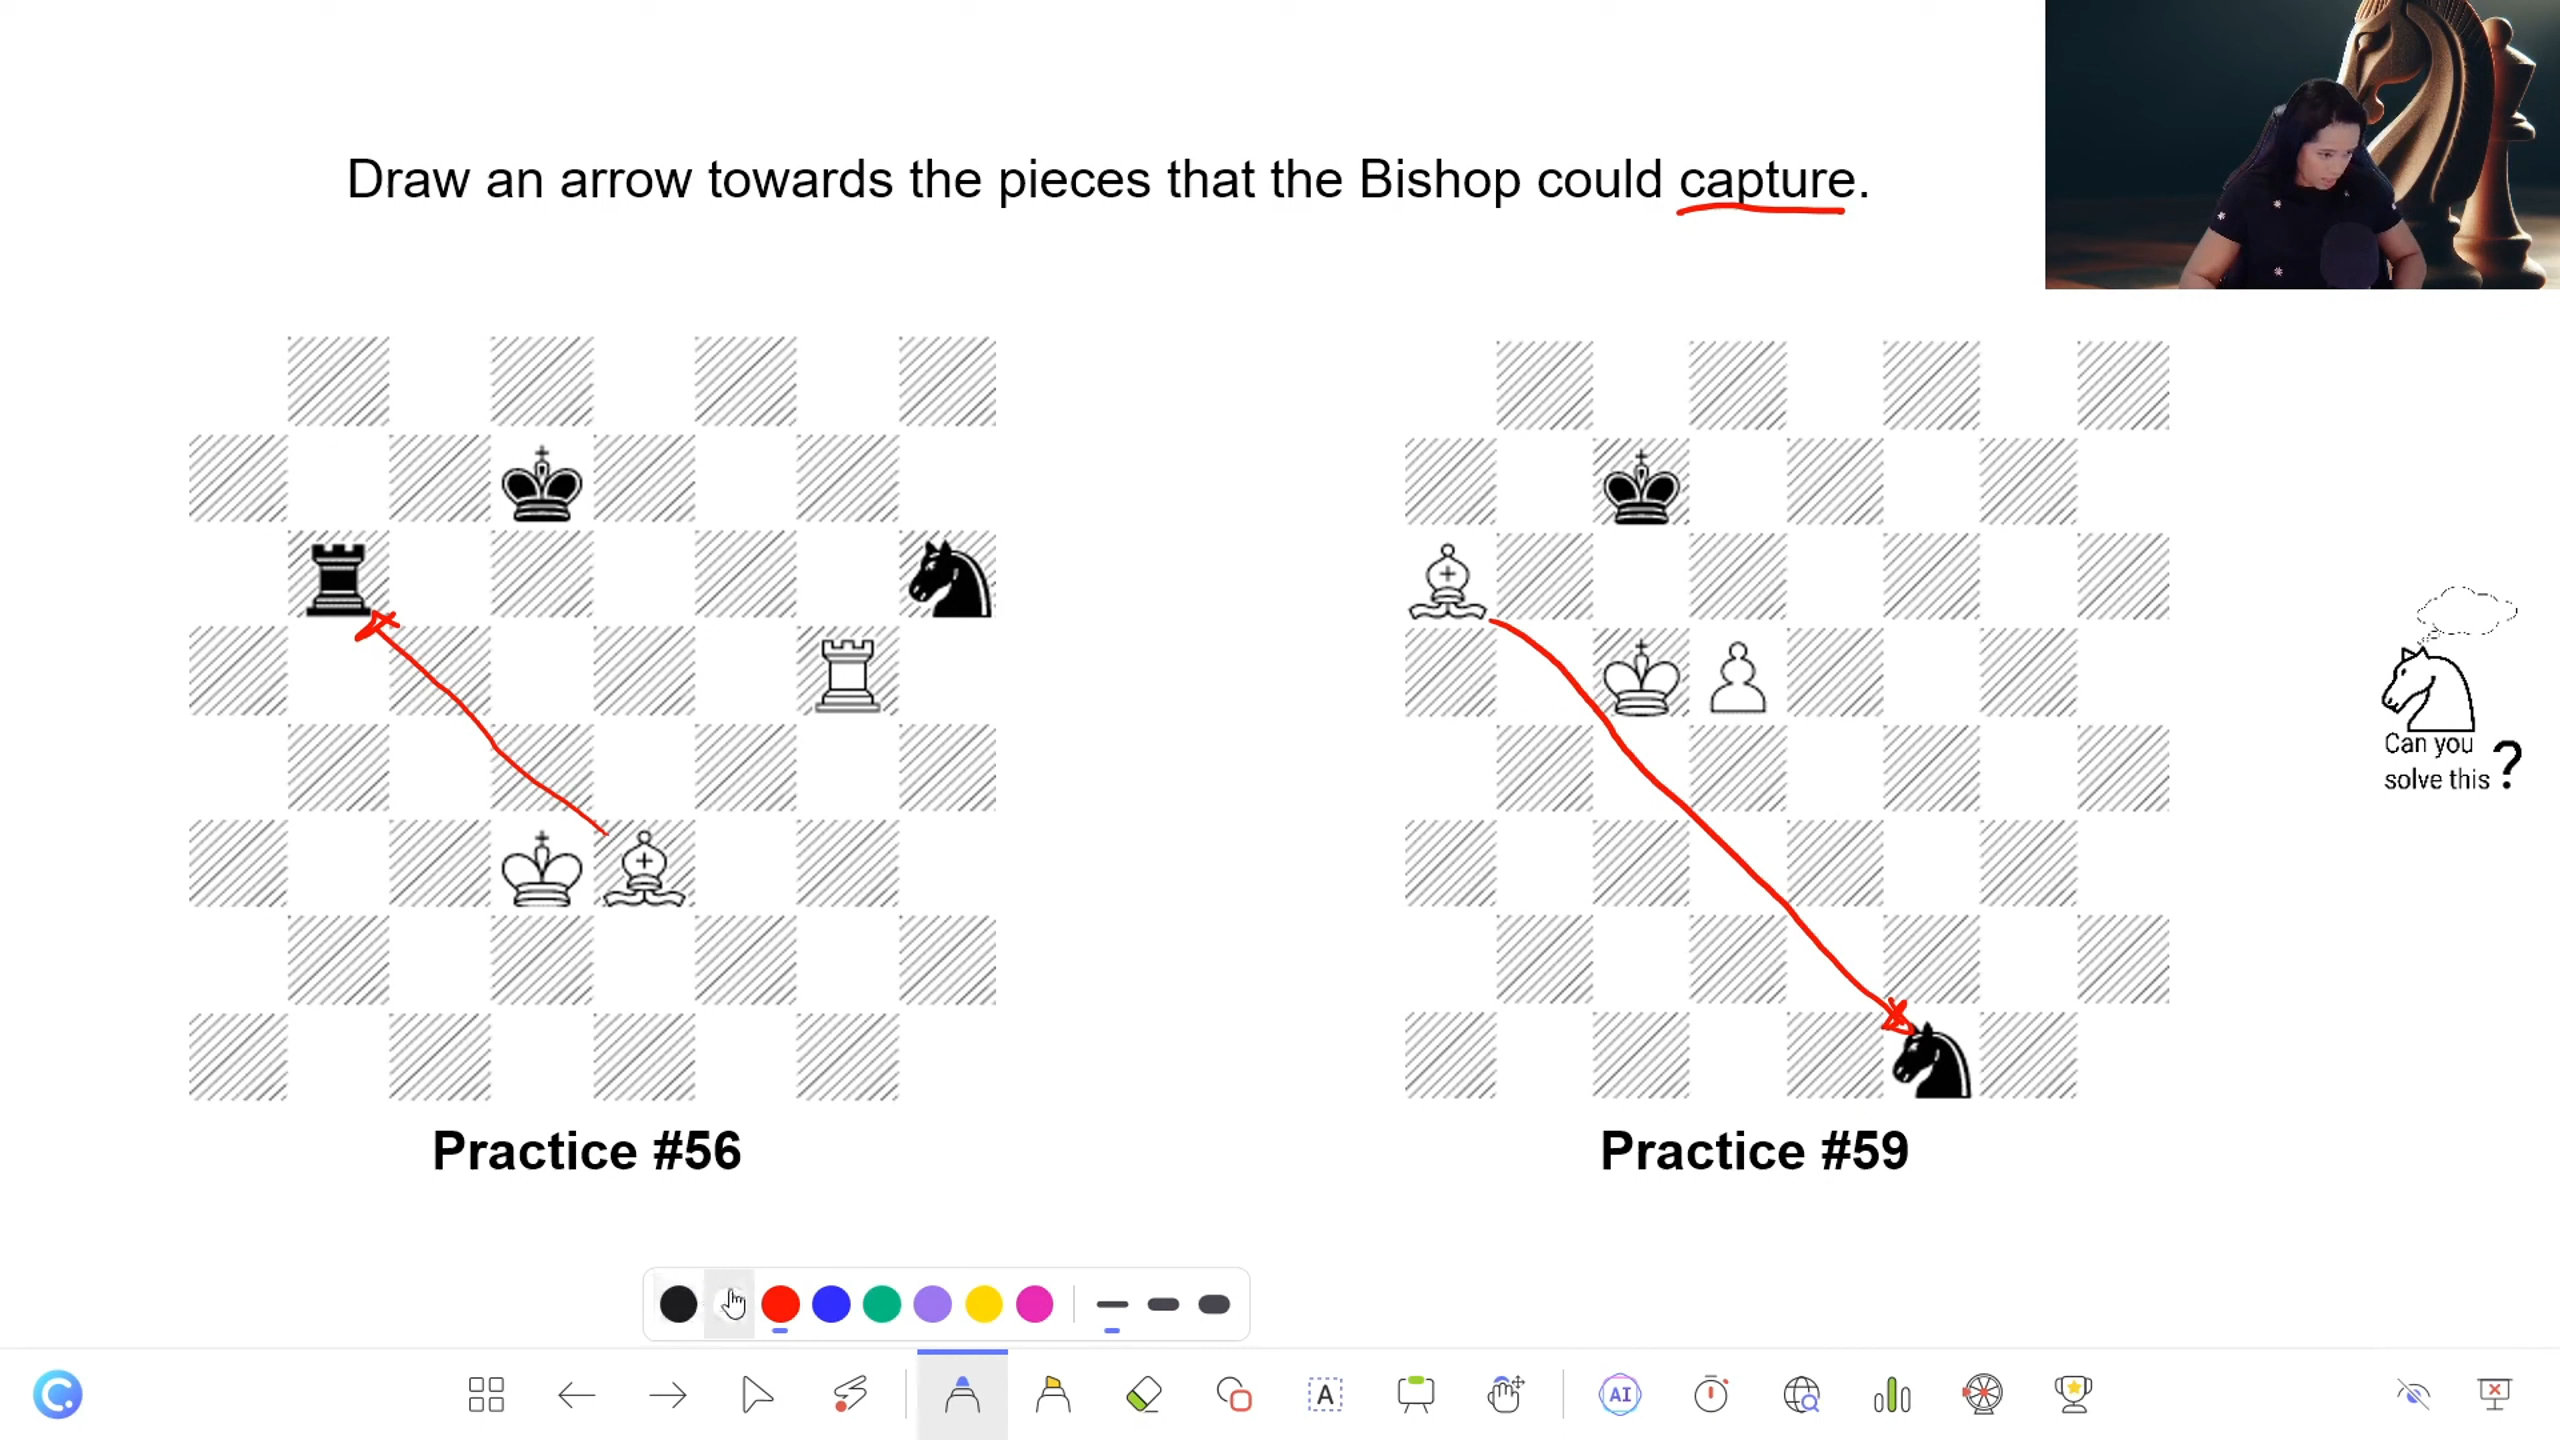 Draw an arrow towards the pieces that the Bishop could capture.
Can you
solve this ?
Practice #56
Practice #59
A
AI